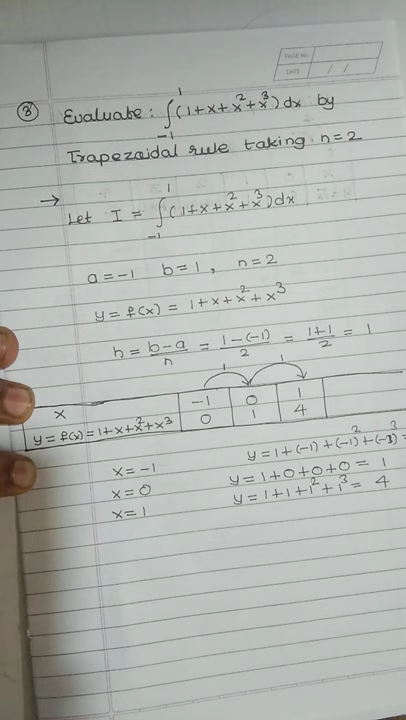 PAGE No.
DATE / /
⑧ Evaluate : ∫₋₁¹ (1+x+x²+x³) dx by
Trapezoidal rule taking n=2
→ Let I = ∫₋₁¹ (1+x+x²+x³) dx
a = -1 b = 1 , n = 2
y = f(x) = 1+x+x²+x³
h = b-a/n = 1-(-1)/2 = 1+1/2 = 1
1 1
x -1 0 1
y = f(x) = 1+x+x²+x³ 0 1 4
x = -1 y = 1+(-1)+(-1)²+(-1)³ =
x = 0 y = 1+0+0+0 = 1
x = 1 y = 1+1+1²+1³ = 4